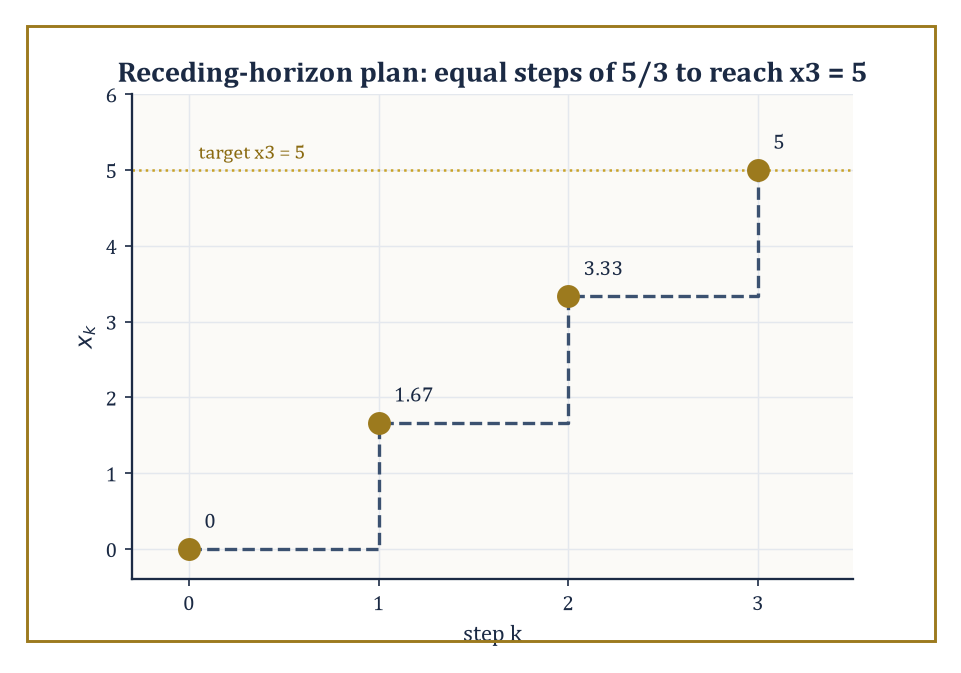 Receding-horizon plan: equal steps of 5/3 to reach x3 = 5
6
5
4
3
2
1
0
xk
target x3 = 5
0
1.67
3.33
5
0 1 2 3
step k